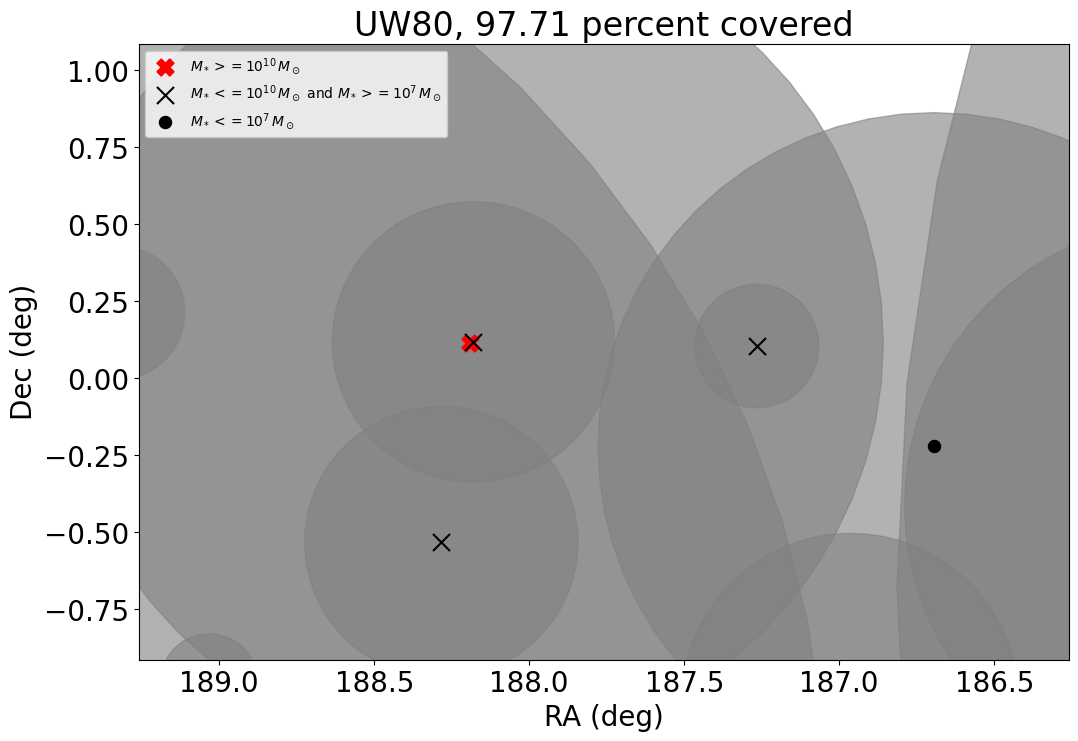 UW80, 97.71 percent covered
M* >= 10^10 M⊙
M* <= 10^10 M⊙ and M* >= 10^7 M⊙
M* <= 10^7 M⊙
1.00
0.75
0.50
0.25
0.00
−0.25
−0.50
−0.75
Dec (deg)
189.0 188.5 188.0 187.5 187.0 186.5
RA (deg)